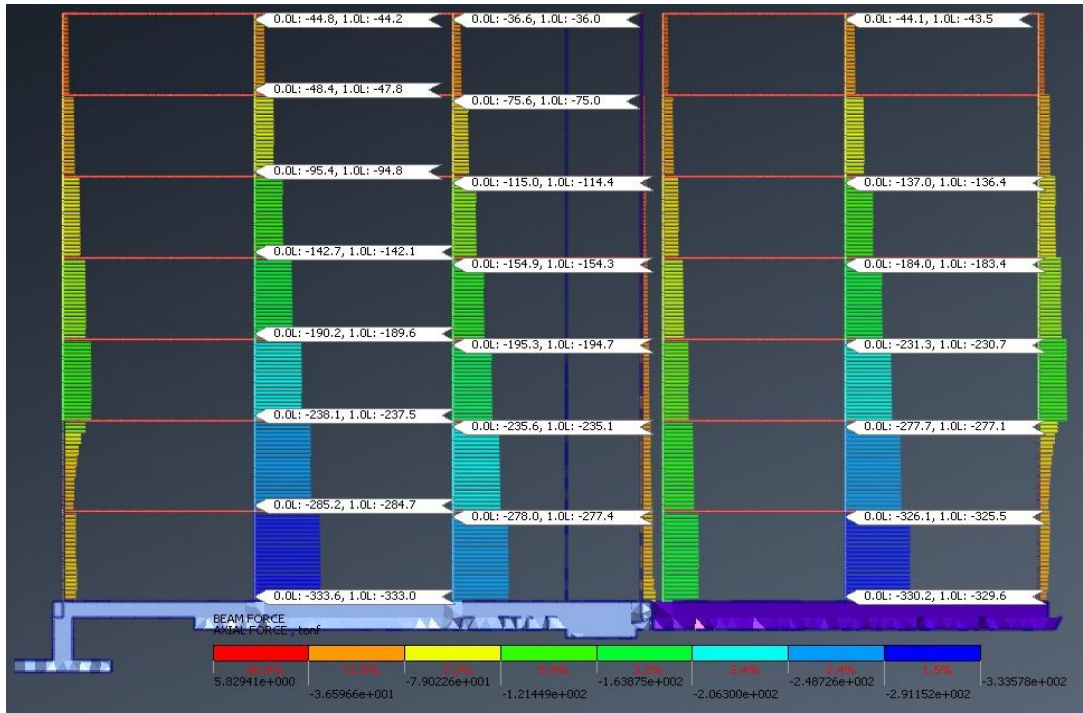 0.0L: -44.8, 1.0L: -44.2
0.0L: -36.6, 1.0L: -36.0
0.0L: -44.1, 1.0L: -43.5
0.0L: -48.4, 1.0L: -47.8
0.0L: -75.6, 1.0L: -75.0
0.0L: -95.4, 1.0L: -94.8
0.0L: -115.0, 1.0L: -114.4
0.0L: -137.0, 1.0L: -136.4
0.0L: -142.7, 1.0L: -142.1
0.0L: -154.9, 1.0L: -154.3
0.0L: -184.0, 1.0L: -183.4
0.0L: -190.2, 1.0L: -189.6
0.0L: -195.3, 1.0L: -194.7
0.0L: -231.3, 1.0L: -230.7
0.0L: -238.1, 1.0L: -237.5
0.0L: -235.6, 1.0L: -235.1
0.0L: -277.7, 1.0L: -277.1
0.0L: -285.2, 1.0L: -284.7
0.0L: -278.0, 1.0L: -277.4
0.0L: -326.1, 1.0L: -325.5
0.0L: -333.6, 1.0L: -333.0
0.0L: -330.2, 1.0L: -329.6
BEAM FORCE
AXIAL FORCE , tonf
5.4% 3.2% 2.4% 2.4% 1.5%
5.82941e+000 -3.65966e+001 -7.90226e+001 -1.21449e+002 -1.63875e+002 -2.06300e+002 -2.48726e+002 -2.91152e+002 -3.33578e+002